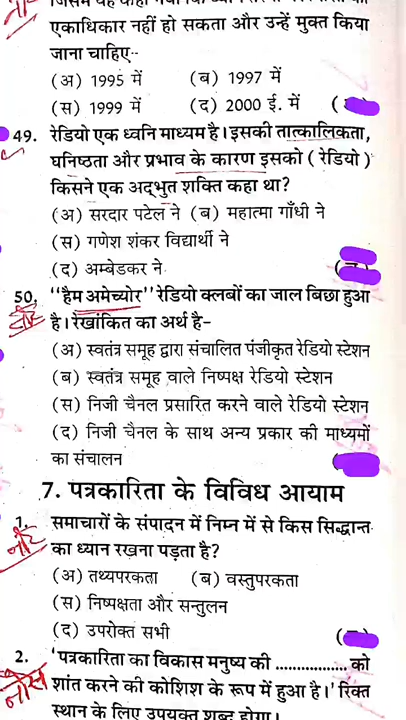 जिसमें यह कहा गया कि
एकाधिकार नहीं हो सकता और उन्हें मुक्त किया
जाना चाहिए--
(अ) 1995 में (ब) 1997 में
(स) 1999 में (द) 2000 ई. में (
49. रेडियो एक ध्वनि माध्यम है। इसकी तात्कालिकता,
घनिष्ठता और प्रभाव के कारण इसको ( रेडियो )
किसने एक अद्भुत शक्ति कहा था?
(अ) सरदार पटेल ने (ब) महात्मा गाँधी ने
(स) गणेश शंकर विद्यार्थी ने
(द) अम्बेडकर ने ( )
50. ''हैम अमेच्योर'' रेडियो क्लबों का जाल बिछा हुआ
है। रेखांकित का अर्थ है-
(अ) स्वतंत्र समूह द्वारा संचालित पंजीकृत रेडियो स्टेशन
(ब) स्वतंत्र समूह वाले निष्पक्ष रेडियो स्टेशन
(स) निजी चैनल प्रसारित करने वाले रेडियो स्टेशन
(द) निजी चैनल के साथ अन्य प्रकार की माध्यमों
का संचालन
7. पत्रकारिता के विविध आयाम
1. समाचारों के संपादन में निम्न में से किस सिद्धान्त
नोट का ध्यान रखना पड़ता है?
(अ) तथ्यपरकता (ब) वस्तुपरकता
(स) निष्पक्षता और सन्तुलन
(द) उपरोक्त सभी ( )
2. 'पत्रकारिता का विकास मनुष्य की ................ को
शांत करने की कोशिश के रूप में हुआ है।' रिक्त
स्थान के लिए उपयुक्त शब्द होगा।